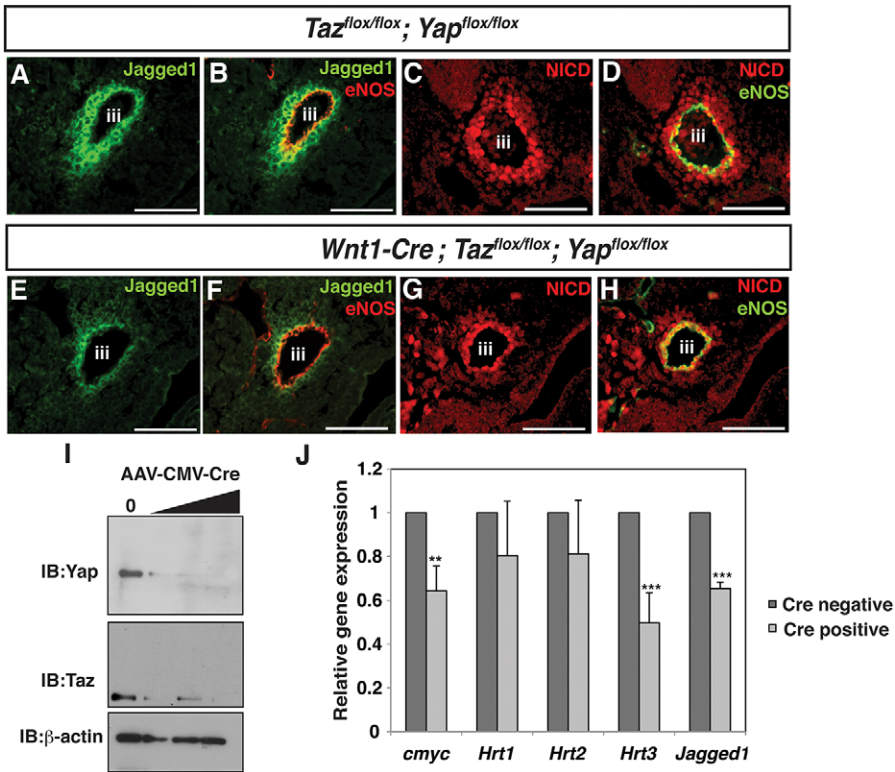 Taz^flox/flox; Yap^flox/flox
A Jagged1
iii
B Jagged1
eNOS
iii
C NICD
iii
D NICD
eNOS
iii
Wnt1-Cre; Taz^flox/flox; Yap^flox/flox
E Jagged1
iii
F Jagged1
eNOS
iii
G NICD
iii
H NICD
eNOS
iii
I
AAV-CMV-Cre
0
IB:Yap
IB:Taz
IB:β-actin
J
Relative gene expression
1.2
1
0.8
0.6
0.4
0.2
0
**
***
***
cmyc Hrt1 Hrt2 Hrt3 Jagged1
Cre negative
Cre positive